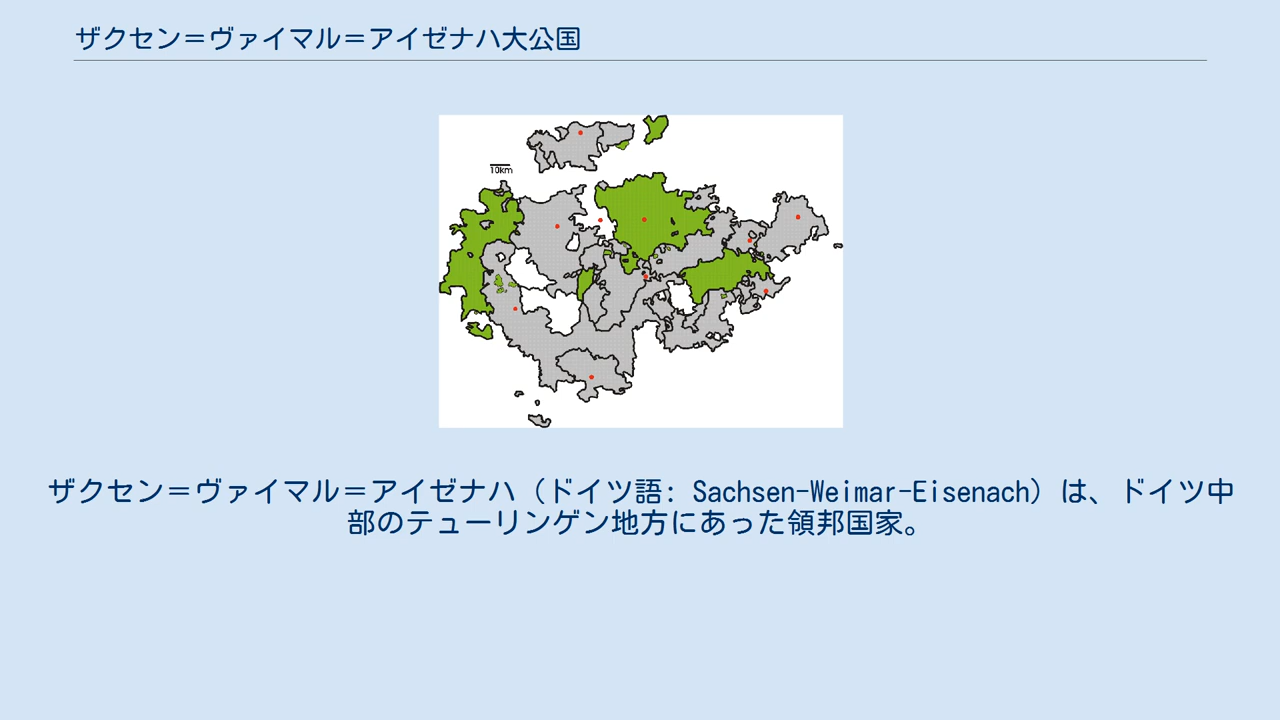 ザクセン＝ヴァイマル＝アイゼナハ大公国
10km
ザクセン＝ヴァイマル＝アイゼナハ（ドイツ語: Sachsen-Weimar-Eisenach）は、ドイツ中
部のテューリンゲン地方にあった領邦国家。